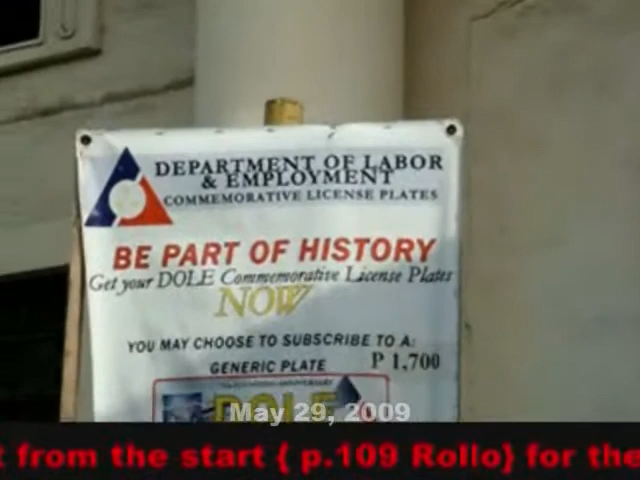 DEPARTMENT OF LABOR
& EMPLOYMENT
COMMEMORATIVE LICENSE PLATES
BE PART OF HISTORY
Get your DOLE Commemorative License Plates
NOW
YOU MAY CHOOSE TO SUBSCRIBE TO A:
GENERIC PLATE P 1,700
DOLE
May 29, 2009
from the start { p.109 Rollo} for the